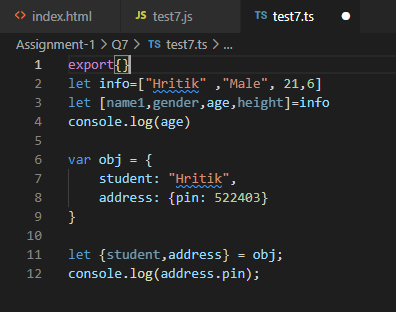 <> index.html JS test7.js TS test7.ts ●
Assignment-1 > Q7 > TS test7.ts > ...
1 export{}
2 let info=["Hritik" ,"Male", 21,6]
3 let [name1,gender,age,height]=info
4 console.log(age)
5
6 var obj = {
7 student: "Hritik",
8 address: {pin: 522403}
9 }
10
11 let {student,address} = obj;
12 console.log(address.pin);